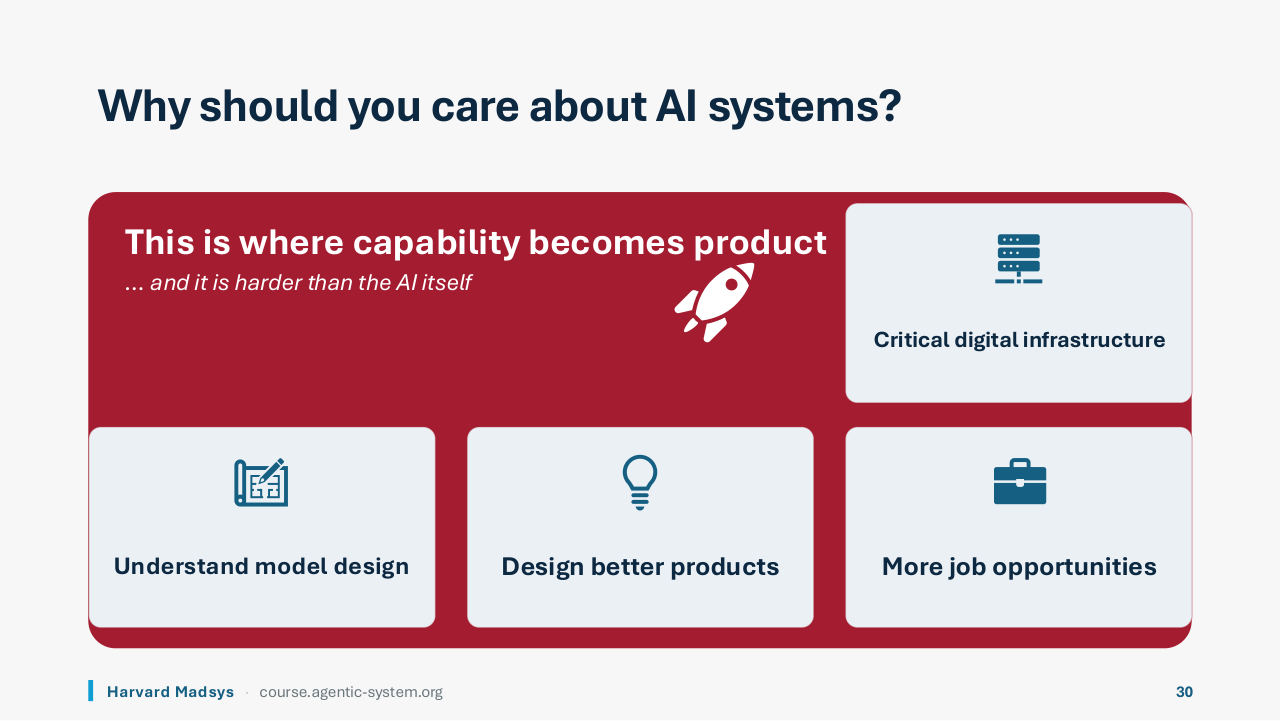 Why should you care about AI systems?
This is where capability becomes product
... and it is harder than the AI itself
Critical digital infrastructure
Understand model design
Design better products
More job opportunities
Harvard Madsys · course.agentic-system.org
30